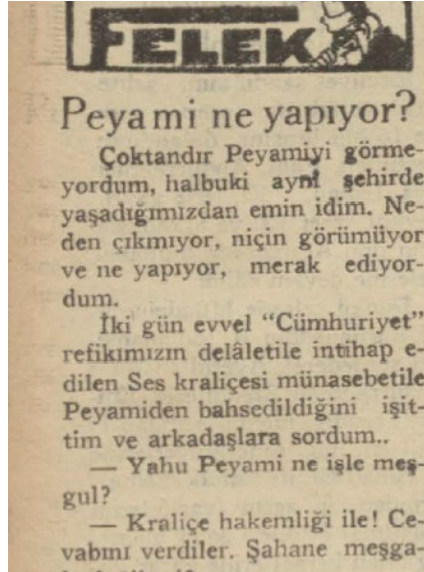 FELEK
Peyami ne yapıyor?
Çoktandır Peyamiyi görme-
yordum, halbuki aynı şehirde
yaşadığımızdan emin idim. Ne-
den çıkmıyor, niçin görümüyor
ve ne yapıyor, merak ediyor-
dum.
İki gün evvel “Cümhuriyet”
refikımızın delâletile intihap e-
dilen Ses kraliçesi münasebetile
Peyamiden bahsedildiğini işit-
tim ve arkadaşlara sordum..
— Yahu Peyami ne işle meş-
gul?
— Kraliçe hakemliği ile! Ce-
vabını verdiler. Şahane meşga-